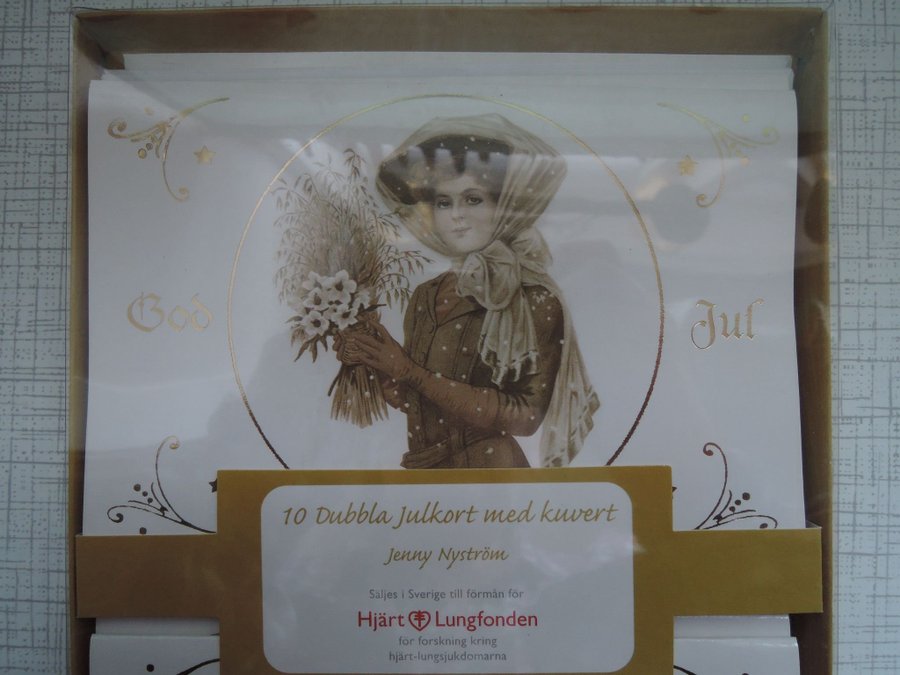 God Jul
10 Dubbla Julkort med kuvert
Jenny Nyström
Säljes i Sverige till förmån för
Hjärt Lungfonden
för forskning kring
hjärt-lungsjukdomarna